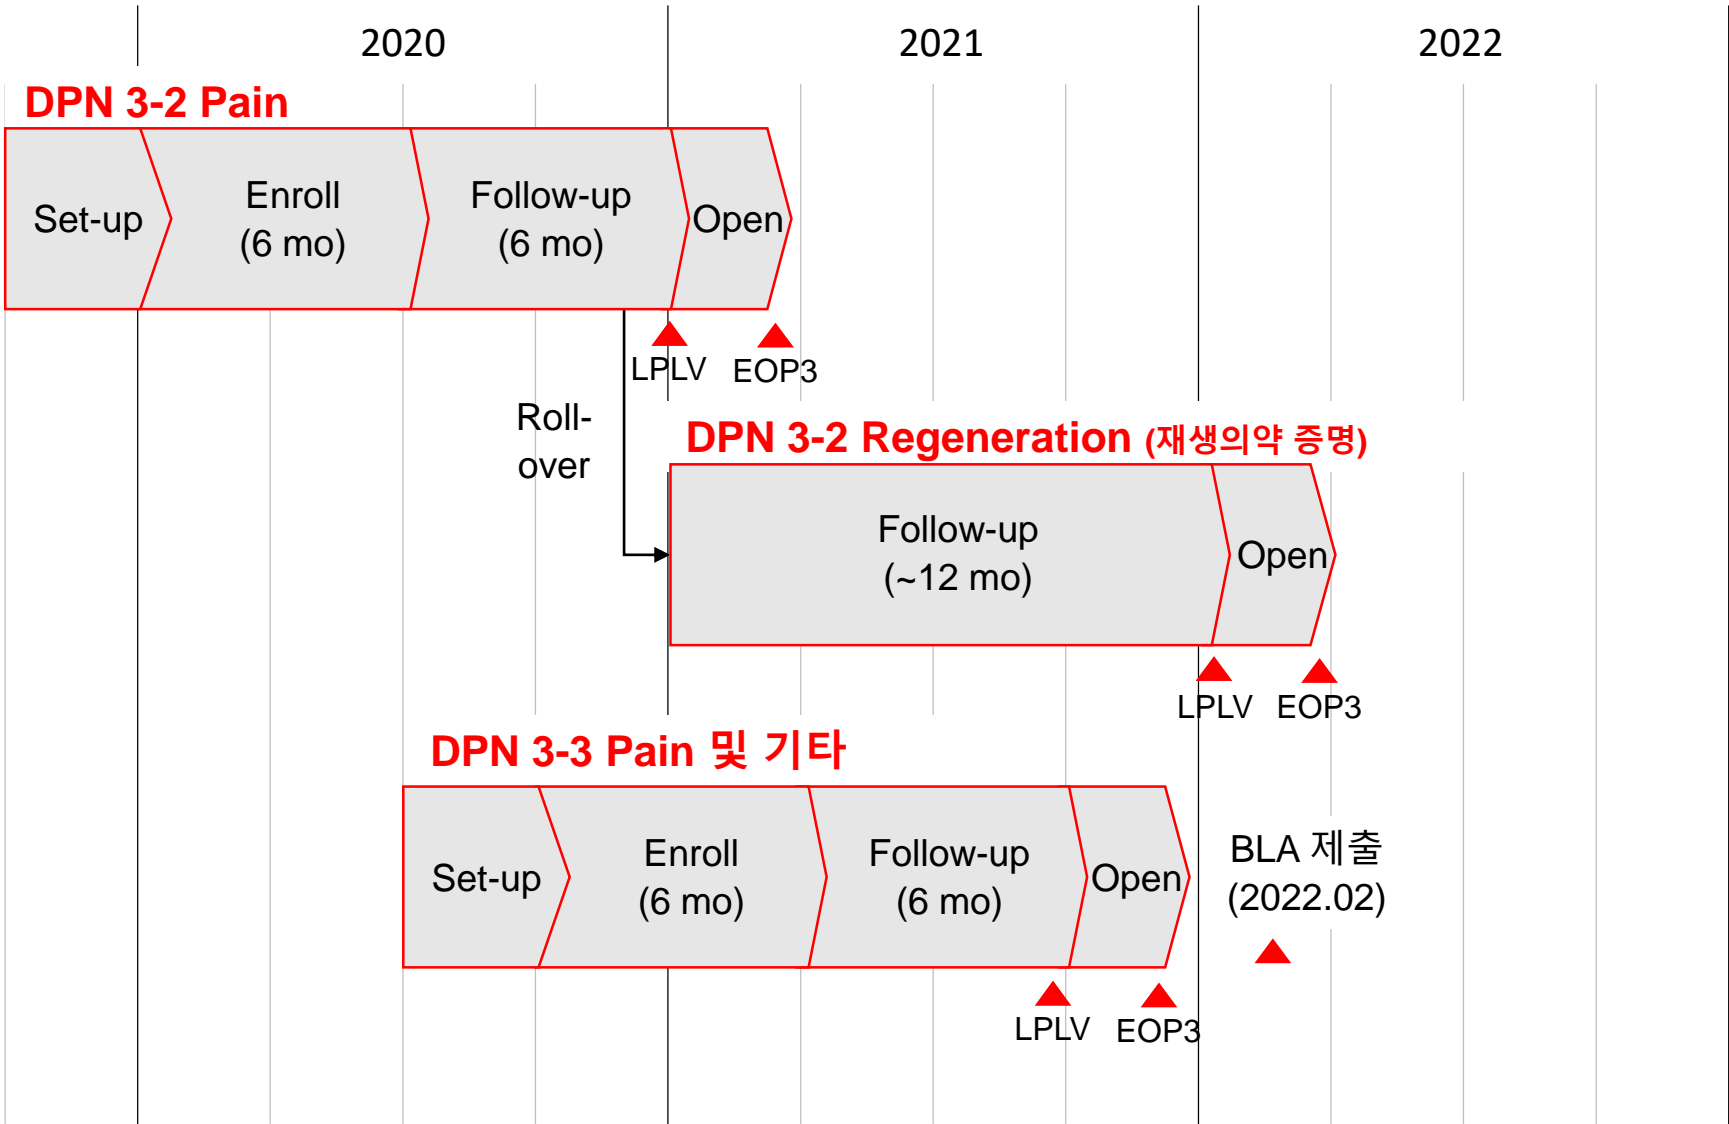 2020
2021
2022
DPN 3-2 Pain
Set-up
Enroll
(6 mo)
Follow-up
(6 mo)
Open
LPLV
EOP3
Roll-
over
DPN 3-2 Regeneration (재생의약 증명)
Follow-up
(~12 mo)
Open
LPLV
EOP3
DPN 3-3 Pain 및 기타
Set-up
Enroll
(6 mo)
Follow-up
(6 mo)
Open
LPLV
EOP3
BLA 제출
(2022.02)